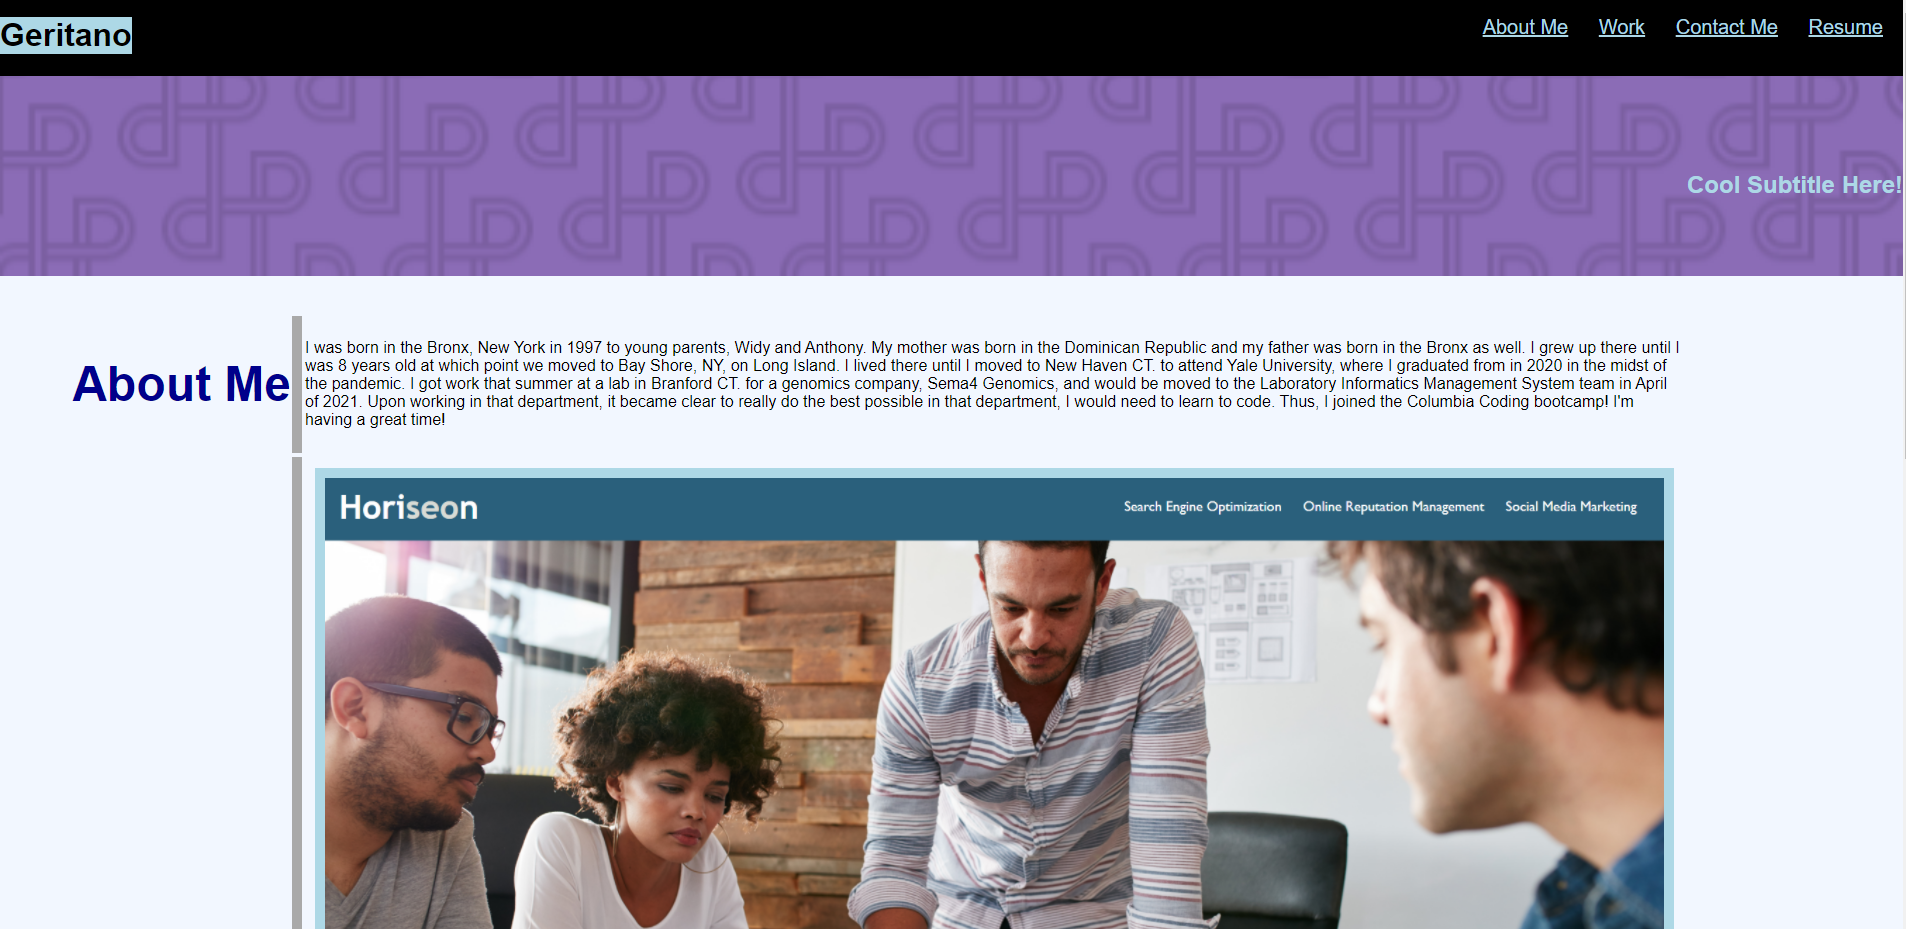 Geritano
About Me Work Contact Me Resume
Cool Subtitle Here!
About Me
I was born in the Bronx, New York in 1997 to young parents, Widy and Anthony. My mother was born in the Dominican Republic and my father was born in the Bronx as well. I grew up there until I
was 8 years old at which point we moved to Bay Shore, NY, on Long Island. I lived there until I moved to New Haven CT. to attend Yale University, where I graduated from in 2020 in the midst of
the pandemic. I got work that summer at a lab in Branford CT. for a genomics company, Sema4 Genomics, and would be moved to the Laboratory Informatics Management System team in April
of 2021. Upon working in that department, it became clear to really do the best possible in that department, I would need to learn to code. Thus, I joined the Columbia Coding bootcamp! I'm
having a great time!
Horiseon
Search Engine Optimization Online Reputation Management Social Media Marketing